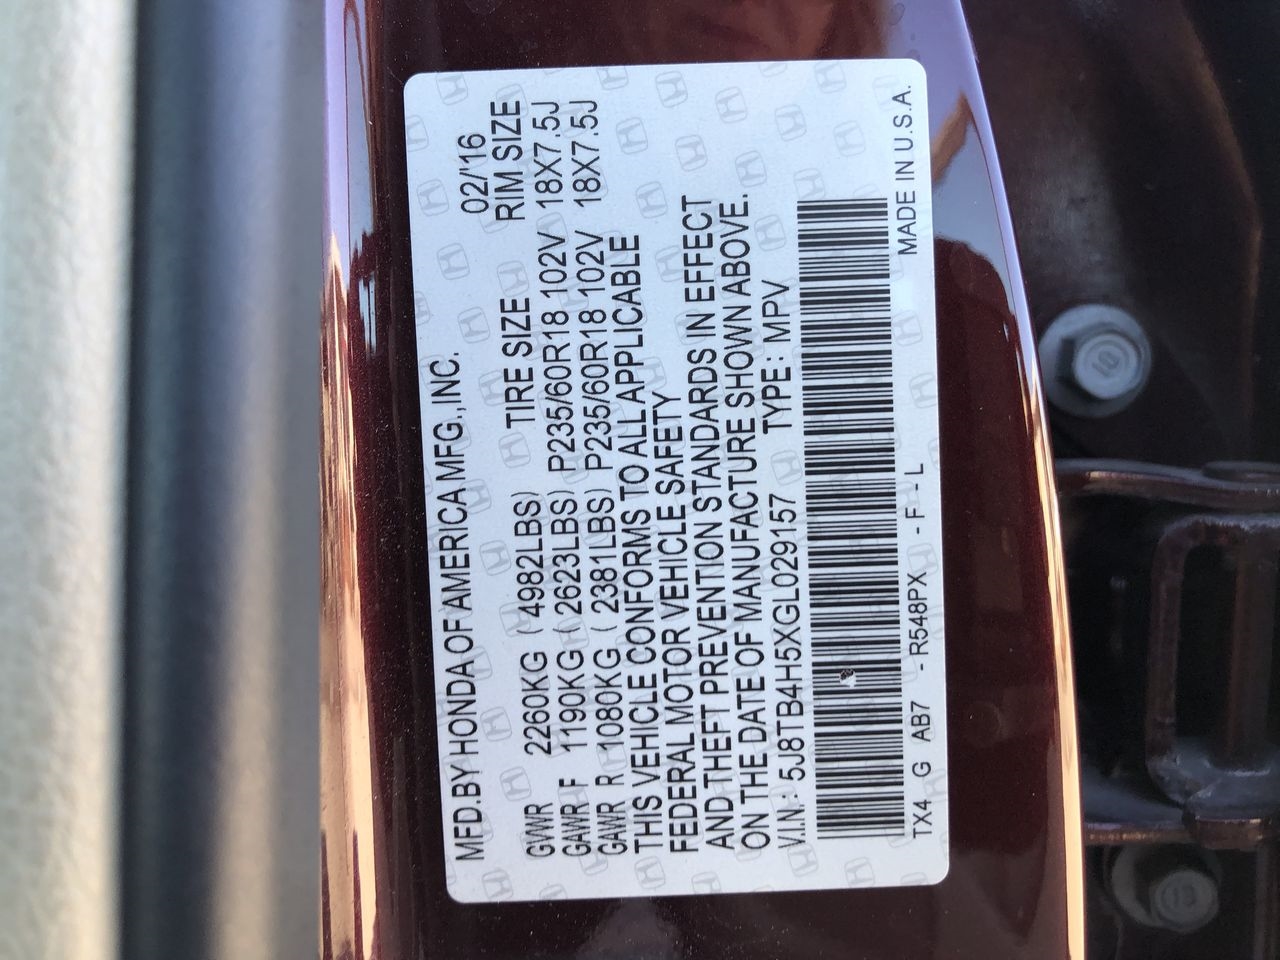 MFD. BY HONDA OF AMERICA MFG., INC. 02/'16
TIRE SIZE RIM SIZE
GVWR 2260KG ( 4982LBS)
GAWR F 1190KG (2623LBS) P235/60R18 102V 18X7.5J
GAWR R 1080KG (2381LBS) P235/60R18 102V 18X7.5J
THIS VEHICLE CONFORMS TO ALL APPLICABLE
FEDERAL MOTOR VEHICLE SAFETY
AND THEFT PREVENTION STANDARDS IN EFFECT
ON THE DATE OF MANUFACTURE SHOWN ABOVE.
V.I.N.: 5J8TB4H5XGL029157 TYPE: MPV
TX4 G AB7 -R548PX -F--L MADE IN U.S.A.
10
10